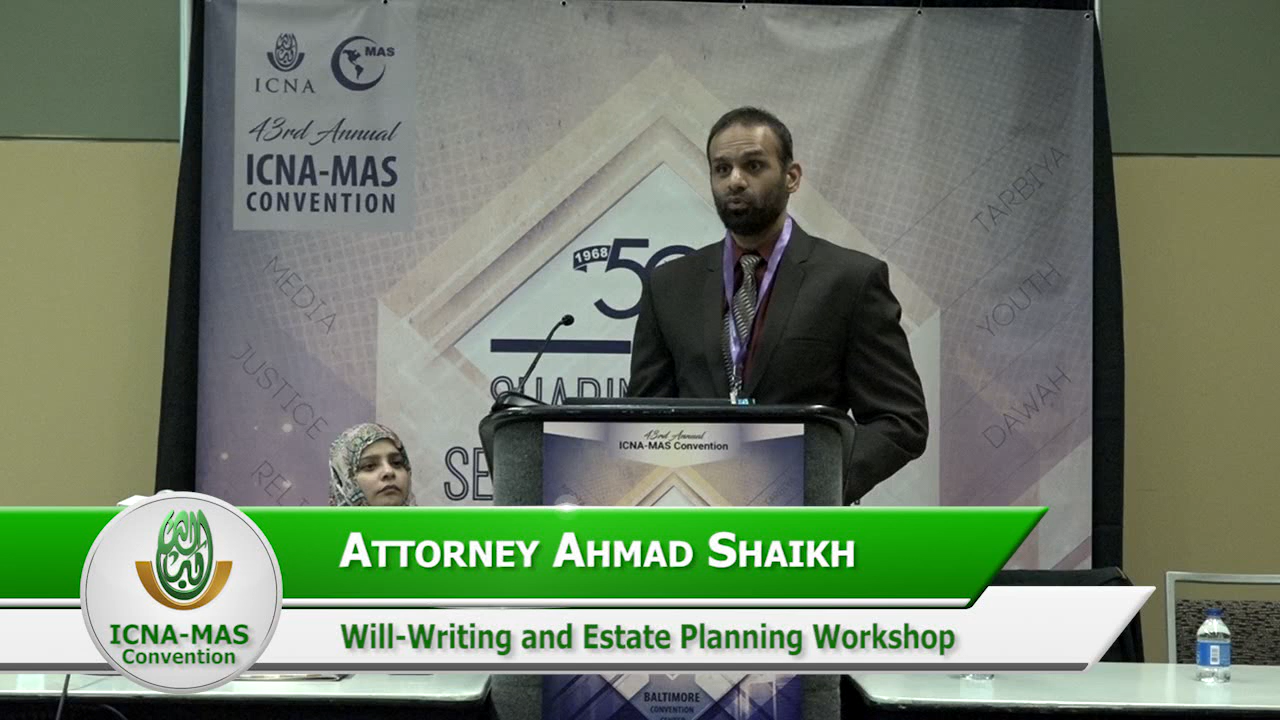 ICNA
MAS
43rd Annual
ICNA-MAS
CONVENTION
TARBIYA
MEDIA
1968
YOUTH
JUSTICE
DAWAH
43rd Annual
ICNA-MAS Convention
ATTORNEY AHMAD SHAIKH
ICNA-MAS
Convention
Will-Writing and Estate Planning Workshop
BALTIMORE
CONVENTION
CENTER